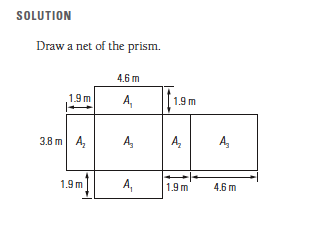 SOLUTION
Draw a net of the prism.
4.6 m
1.9 m A₁ 1.9 m
3.8 m A₂ A₃ A₂ A₃
1.9 m A₁ 1.9 m 4.6 m